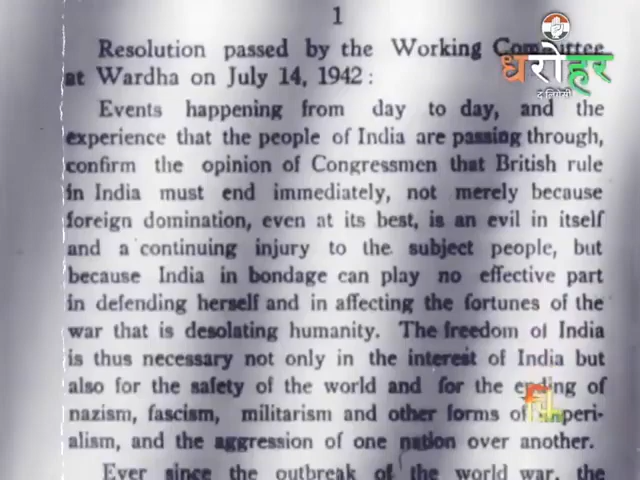 1
धरोहर
द लिगेसी
Resolution passed by the Working Committee
at Wardha on July 14, 1942 :
Events happening from day to day, and the
experience that the people of India are passing through,
confirm the opinion of Congressmen that British rule
in India must end immediately, not merely because
foreign domination, even at its best, is an evil in itself
and a continuing injury to the subject people, but
because India in bondage can play no effective part
in defending herself and in affecting the fortunes of the
war that is desolating humanity. The freedom of India
is thus necessary not only in the interest of India but
also for the safety of the world and for the ending of
nazism, fascism, militarism and other forms of imperi-
alism, and the aggression of one nation over another.
Ever since the outbreak of the world war, the